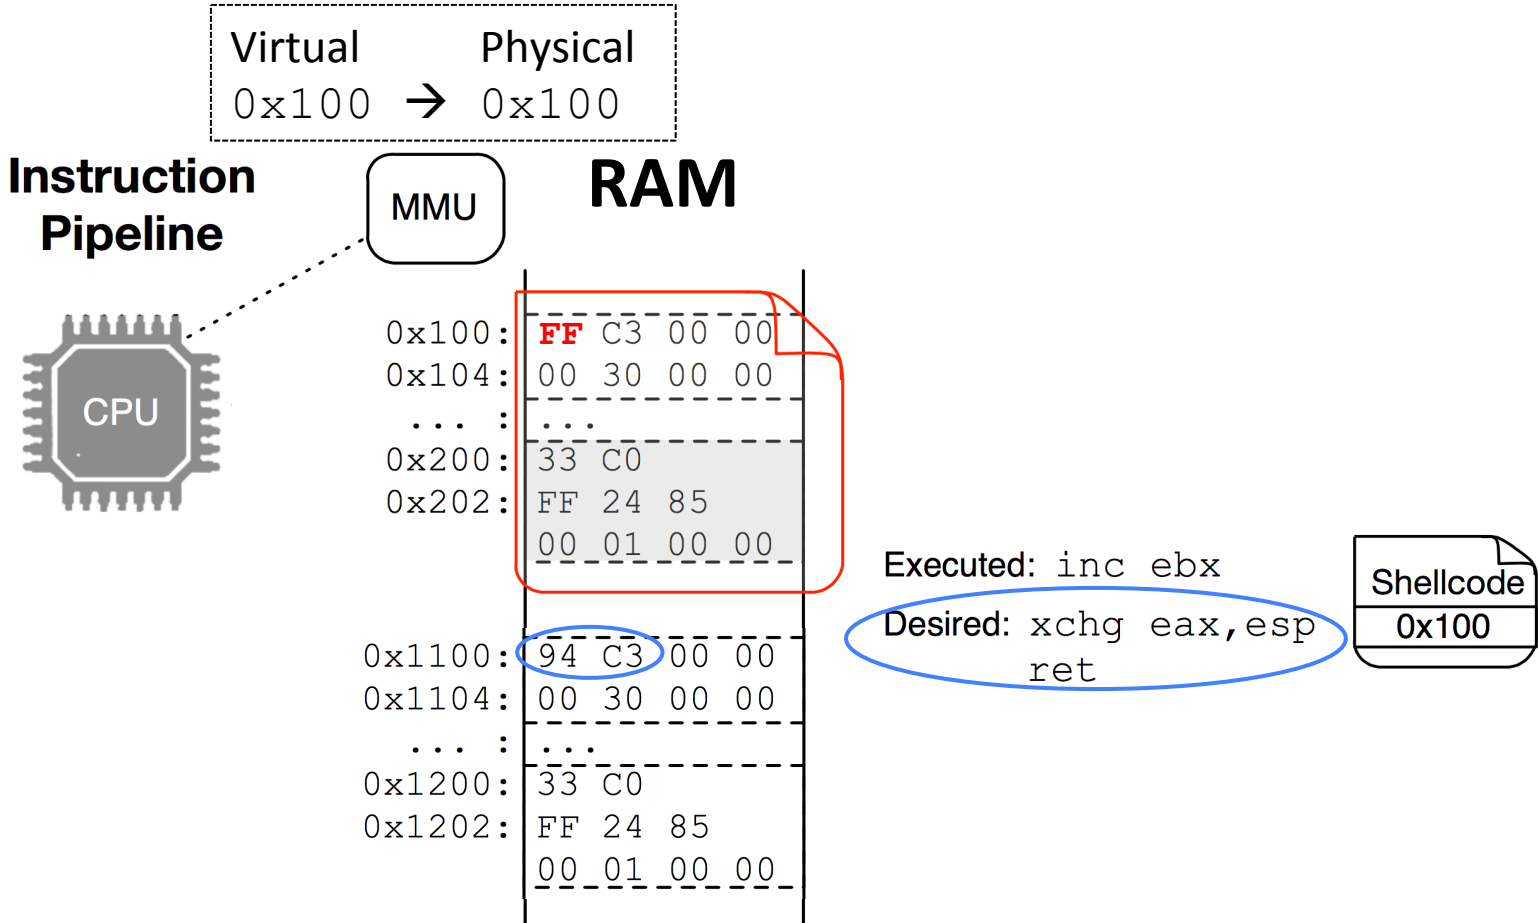 Virtual Physical
0x100 → 0x100
Instruction
Pipeline
MMU
RAM
CPU
0x100: FF C3 00 00
0x104: 00 30 00 00
... : ...
0x200: 33 C0
0x202: FF 24 85
00 01 00 00
Executed: inc ebx
Desired: xchg eax,esp
ret
Shellcode
0x100
0x1100: 94 C3 00 00
0x1104: 00 30 00 00
... : ...
0x1200: 33 C0
0x1202: FF 24 85
00 01 00 00